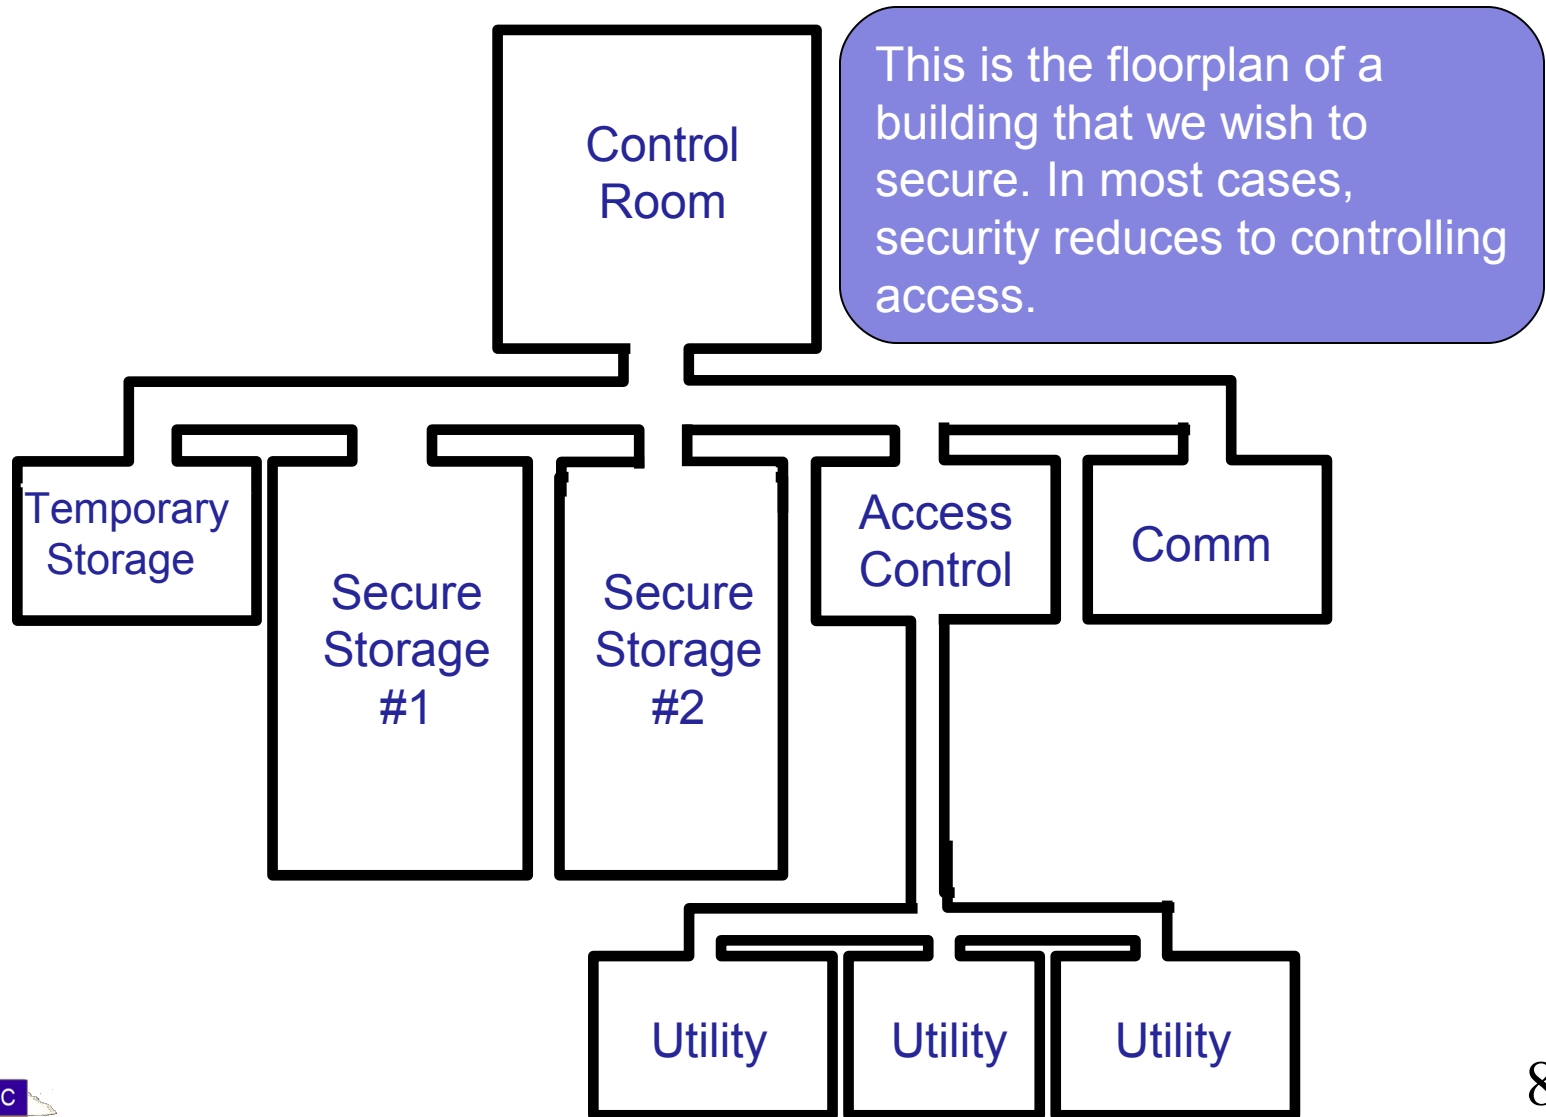 Control
Room
This is the floorplan of a
building that we wish to
secure. In most cases,
security reduces to controlling
access.
Temporary
Storage
Secure
Storage
#1
Secure
Storage
#2
Access
Control
Comm
Utility
Utility
Utility
C
8